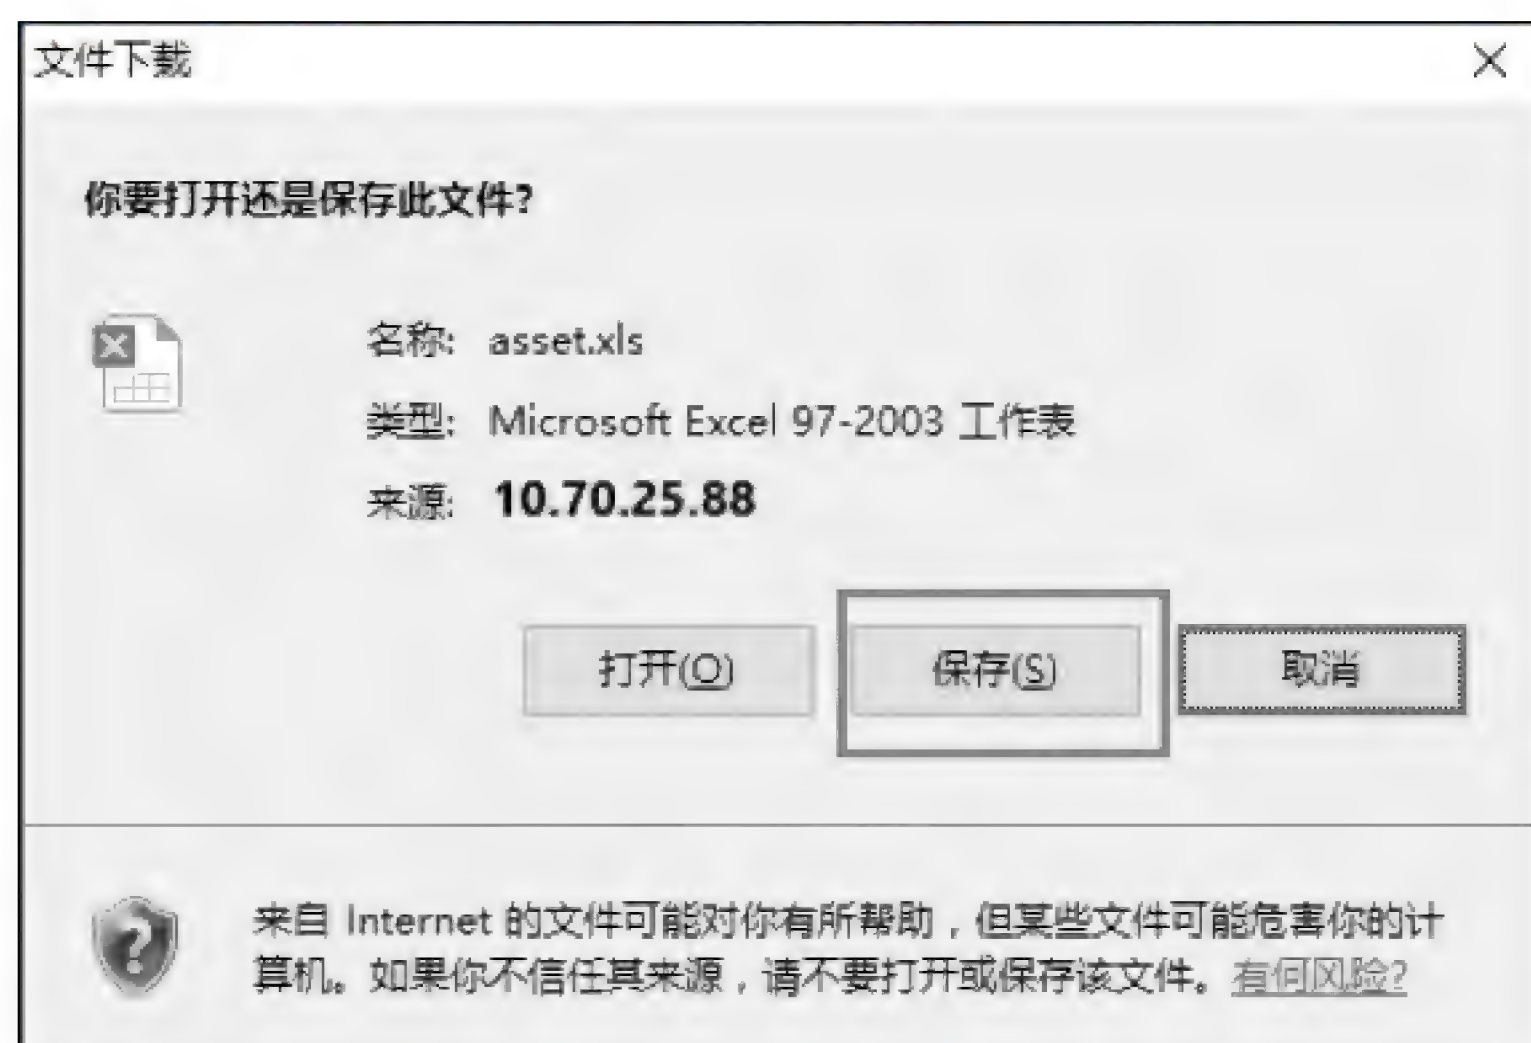 文件下载
你要打开还是保存此文件?
名称: asset.xls
类型: Microsoft Excel 97-2003 工作表
来源: 10.70.25.88
打开(O) 保存(S) 取消
来自 Internet 的文件可能对你有所帮助，但某些文件可能危害你的计
算机。如果你不信任其来源，请不要打开或保存该文件。有何风险?